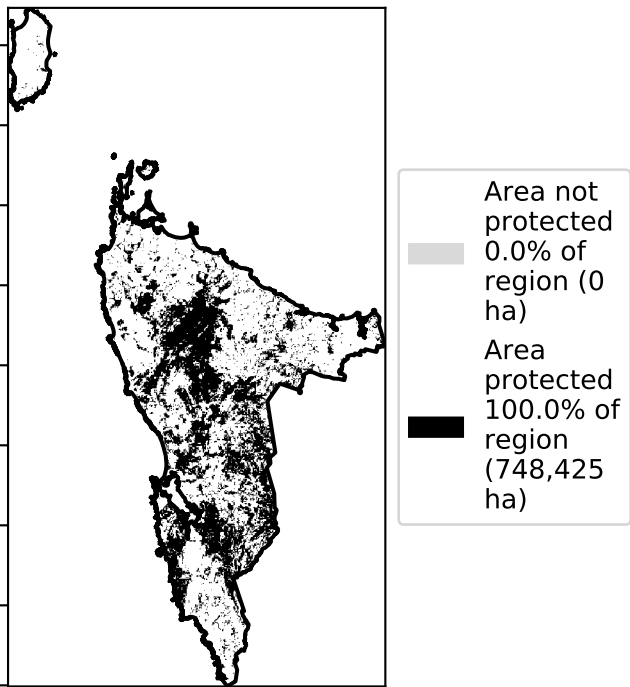 Area not
protected
0.0% of
region (0
ha)
Area
protected
100.0% of
region
(748,425
ha)